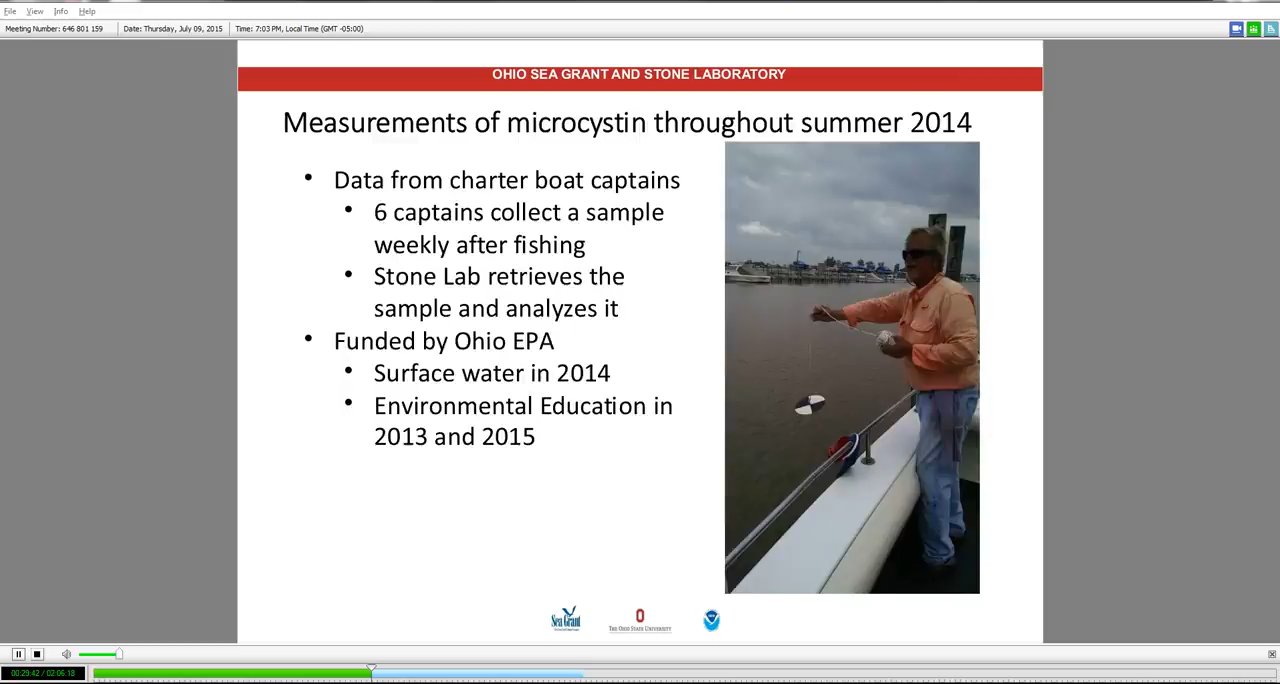 File View Info Help
Meeting Number: 646 801 159 Date: Thursday, July 09, 2015 Time: 7:03 PM, Local Time (GMT -05:00)
OHIO SEA GRANT AND STONE LABORATORY
Measurements of microcystin throughout summer 2014
• Data from charter boat captains
• 6 captains collect a sample
weekly after fishing
• Stone Lab retrieves the
sample and analyzes it
• Funded by Ohio EPA
• Surface water in 2014
• Environmental Education in
2013 and 2015
Sea Grant
THE OHIO STATE UNIVERSITY
00:29:42 / 02:06:13